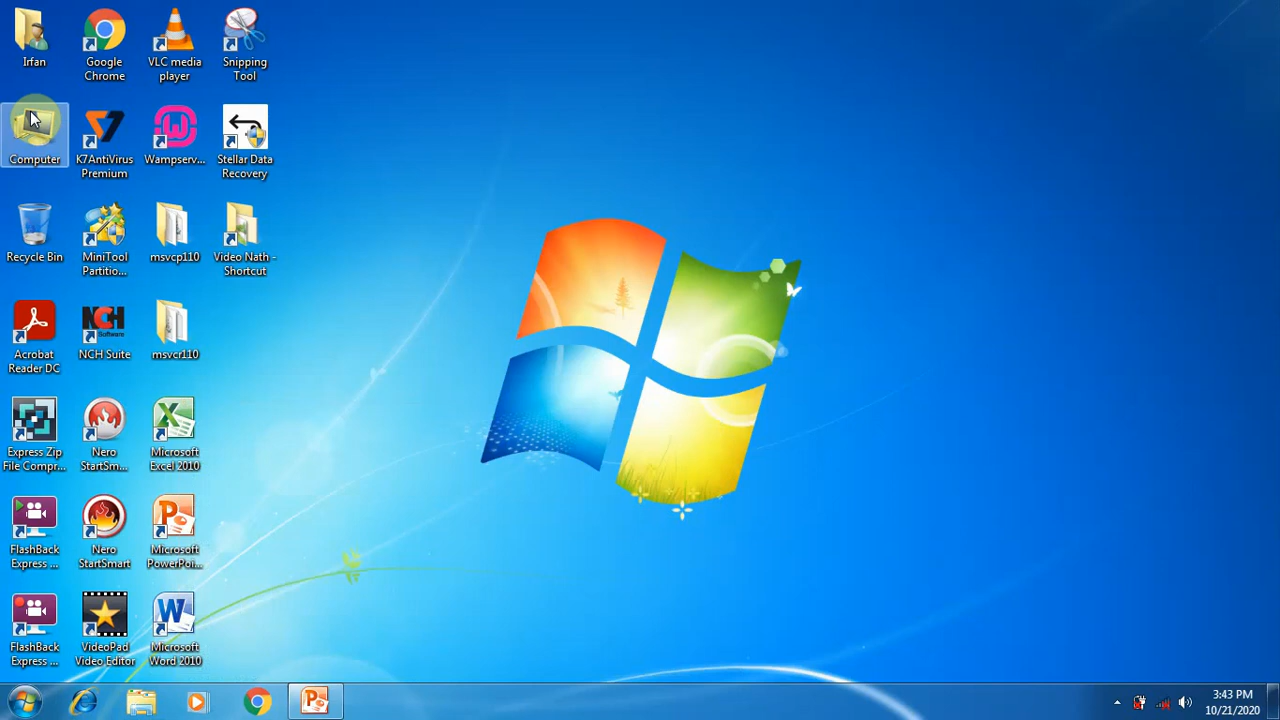 Irfan
Google
Chrome
VLC media
player
Snipping
Tool
Computer
K7AntiVirus
Premium
Wampserv...
Stellar Data
Recovery
Recycle Bin
MiniTool
Partitio...
msvcp110
Video Nath -
Shortcut
Acrobat
Reader DC
NCH
Software
NCH Suite
msvcr110
Express Zip
File Compr...
Nero
StartSm...
Microsoft
Excel 2010
FlashBack
Express ...
Nero
StartSmart
Microsoft
PowerPoi...
FlashBack
Express ...
VideoPad
Video Editor
Microsoft
Word 2010
3:43 PM
10/21/2020